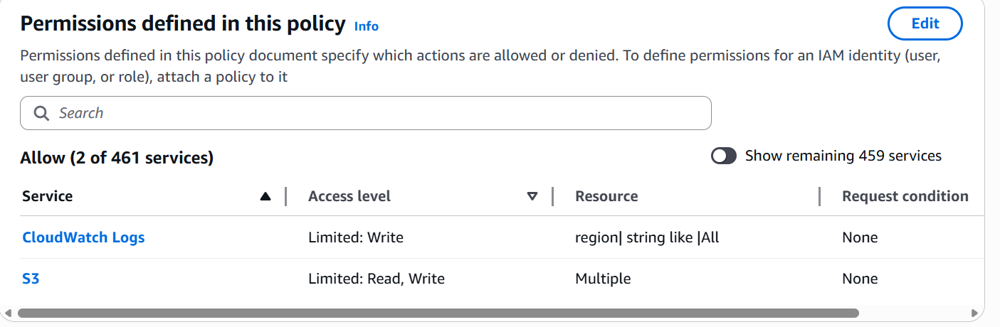 Permissions defined in this policy Info
Edit
Permissions defined in this policy document specify which actions are allowed or denied. To define permissions for an IAM identity (user,
user group, or role), attach a policy to it
Search
Allow (2 of 461 services)
Show remaining 459 services
Service Access level Resource Request condition
CloudWatch Logs Limited: Write region| string like |All None
S3 Limited: Read, Write Multiple None